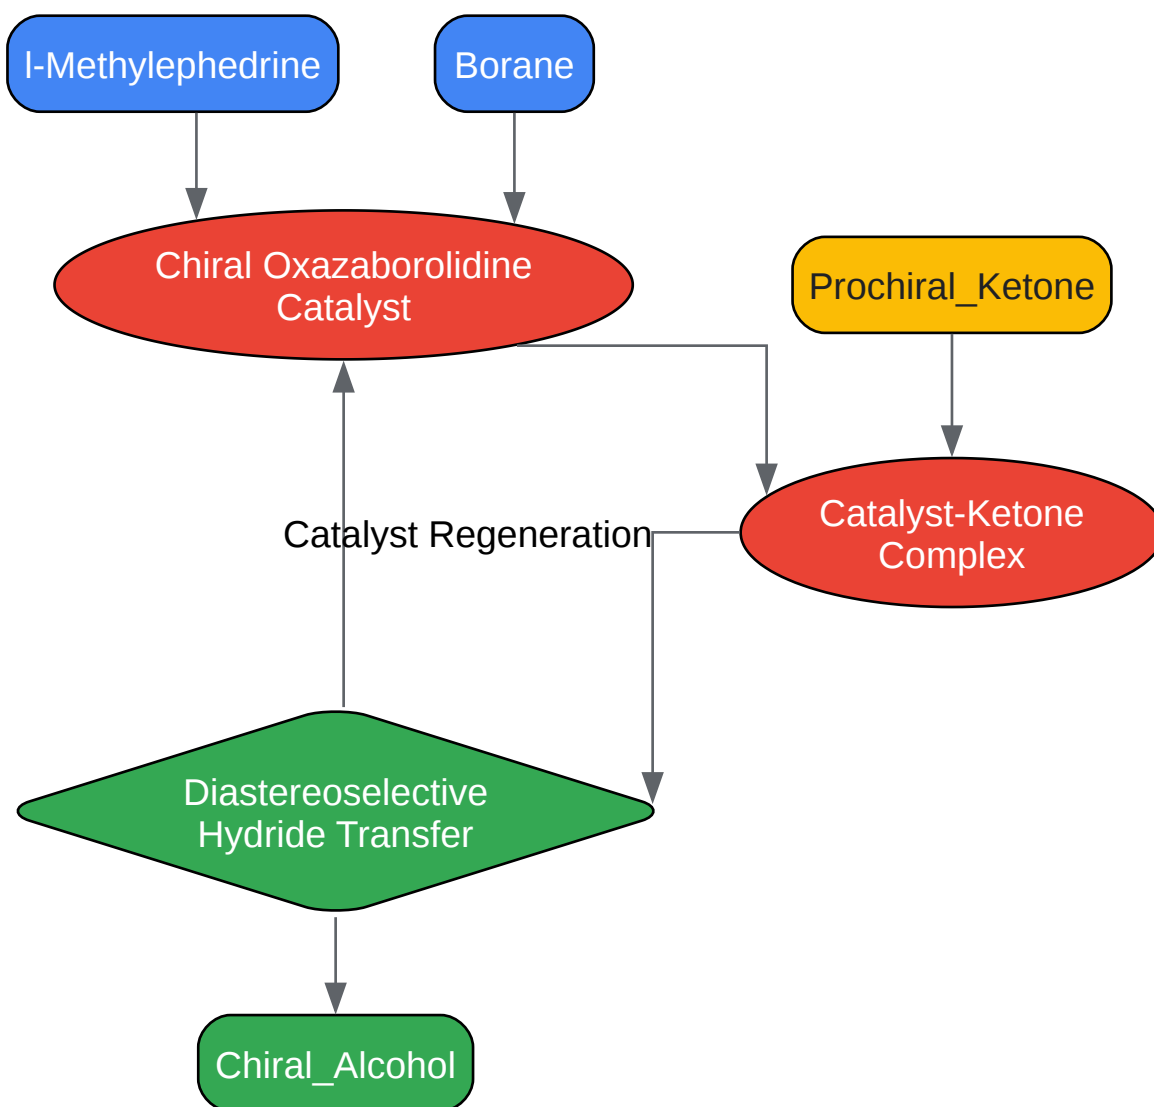 l-Methylephedrine
Borane
Chiral Oxazaborolidine
Catalyst
Prochiral_Ketone
Catalyst-Ketone
Complex
Catalyst Regeneration
Diastereoselective
Hydride Transfer
Chiral_Alcohol